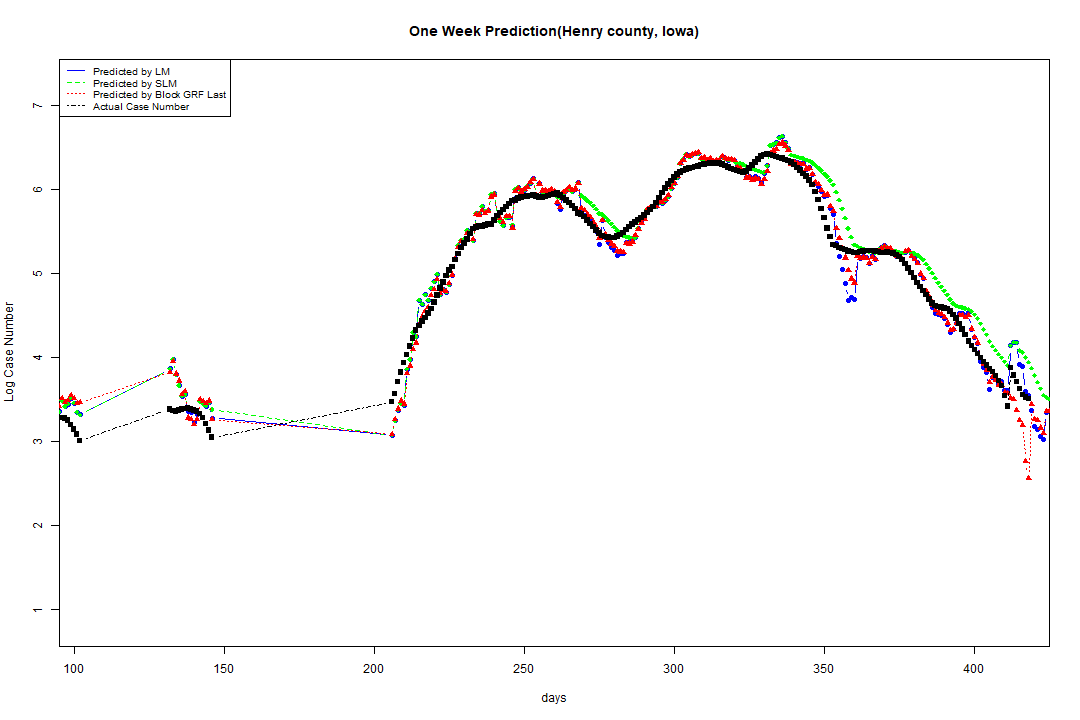 One Week Prediction(Henry county, Iowa)
Predicted by LM
Predicted by SLM
Predicted by Block GRF Last
Actual Case Number
7
6
5
4
3
2
1
Log Case Number
100 150 200 250 300 350 400
days